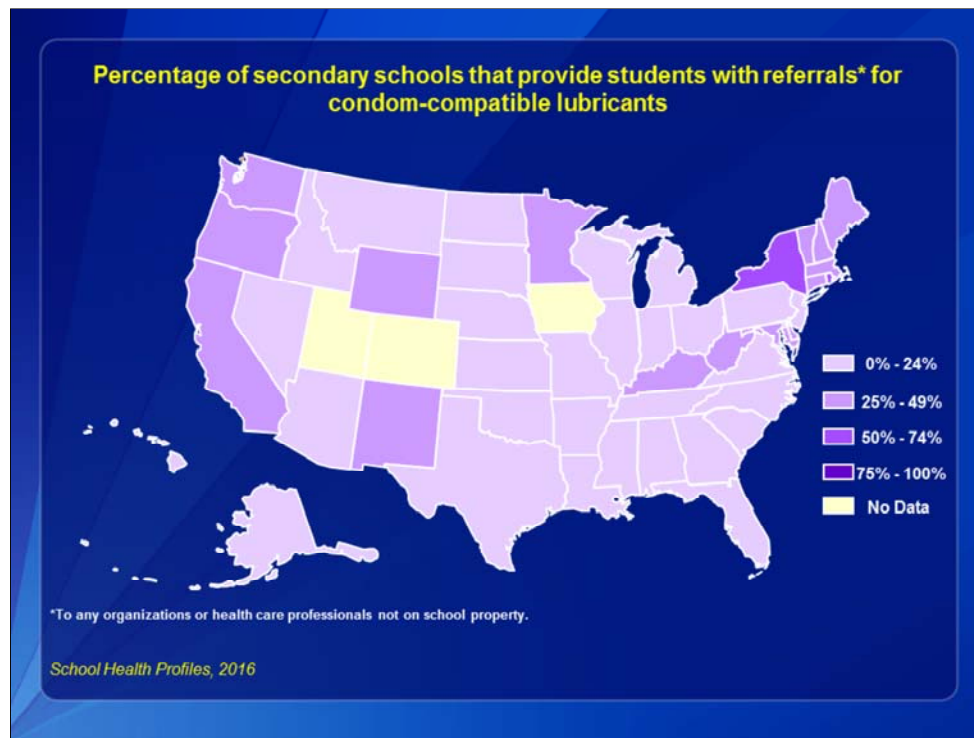 Percentage of secondary schools that provide students with referrals* for
condom-compatible lubricants
0% - 24%
25% - 49%
50% - 74%
75% - 100%
No Data
*To any organizations or health care professionals not on school property.
School Health Profiles, 2016